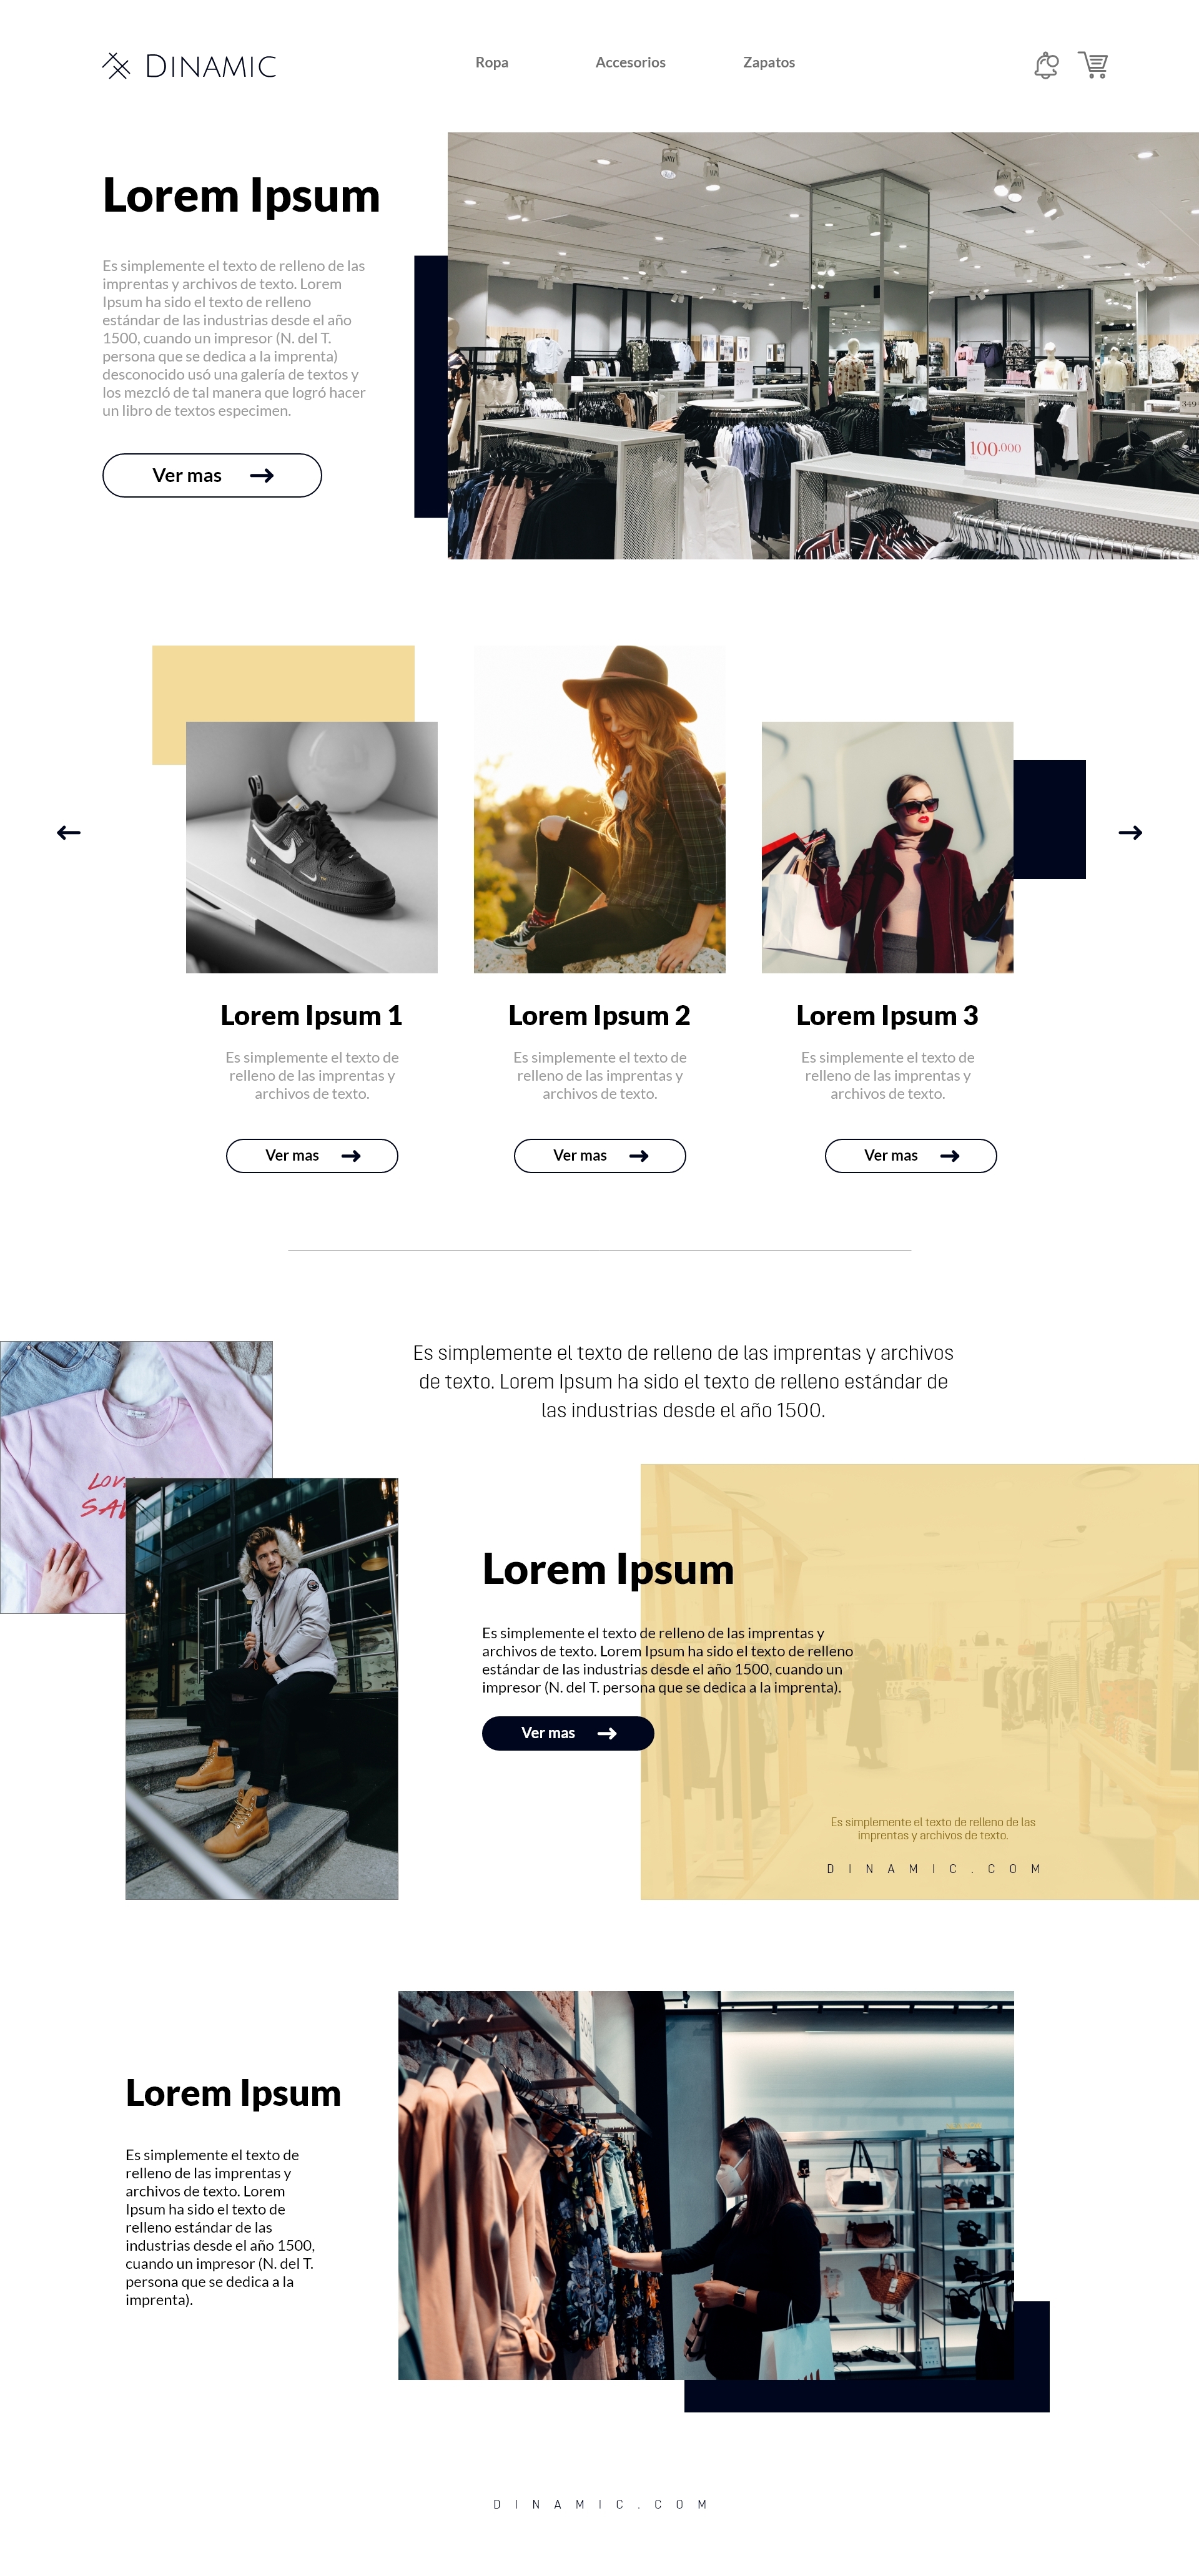 DINAMIC
Ropa
Accesorios
Zapatos
Lorem Ipsum
Es simplemente el texto de relleno de las
imprentas y archivos de texto. Lorem
Ipsum ha sido el texto de relleno
estándar de las industrias desde el año
1500, cuando un impresor (N. del T.
persona que se dedica a la imprenta)
desconocido usó una galería de textos y
los mezcló de tal manera que logró hacer
un libro de textos especimen.
Ver mas
100.000
Lorem Ipsum 1
Es simplemente el texto de
relleno de las imprentas y
archivos de texto.
Ver mas
Lorem Ipsum 2
Es simplemente el texto de
relleno de las imprentas y
archivos de texto.
Ver mas
Lorem Ipsum 3
Es simplemente el texto de
relleno de las imprentas y
archivos de texto.
Ver mas
Es simplemente el texto de relleno de las imprentas y archivos
de texto. Lorem Ipsum ha sido el texto de relleno estándar de
las industrias desde el año 1500.
Lorem Ipsum
Es simplemente el texto de relleno de las imprentas y
archivos de texto. Lorem Ipsum ha sido el texto de relleno
estándar de las industrias desde el año 1500, cuando un
impresor (N. del T. persona que se dedica a la imprenta).
Ver mas
Es simplemente el texto de relleno de las
imprentas y archivos de texto.
DINAMIC.COM
Lorem Ipsum
Es simplemente el texto de
relleno de las imprentas y
archivos de texto. Lorem
Ipsum ha sido el texto de
relleno estándar de las
industrias desde el año 1500,
cuando un impresor (N. del T.
persona que se dedica a la
imprenta).
DINAMIC.COM